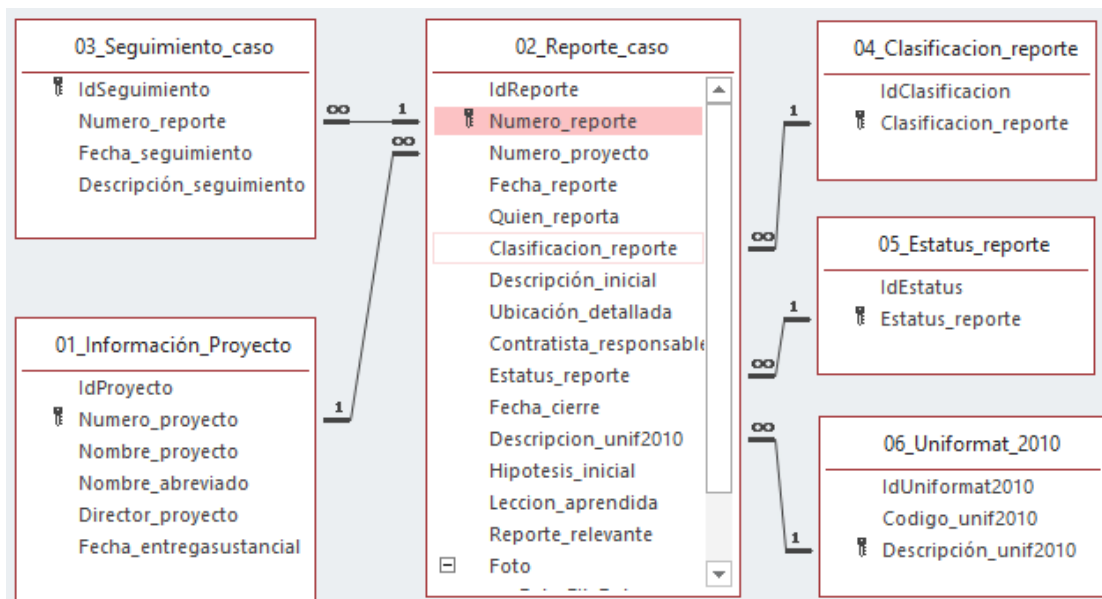 03_Seguimiento_caso
IdSeguimiento
Numero_reporte
Fecha_seguimiento
Descripción_seguimiento
∞ 1
∞
01_Información_Proyecto
IdProyecto
Numero_proyecto
Nombre_proyecto
Nombre_abreviado
Director_proyecto
Fecha_entregasustancial
1
02_Reporte_caso
IdReporte
Numero_reporte
Numero_proyecto
Fecha_reporte
Quien_reporta
Clasificacion_reporte
Descripción_inicial
Ubicación_detallada
Contratista_responsable
Estatus_reporte
Fecha_cierre
Descripcion_unif2010
Hipotesis_inicial
Leccion_aprendida
Reporte_relevante
Foto
1
∞
04_Clasificacion_reporte
IdClasificacion
Clasificacion_reporte
1
∞
05_Estatus_reporte
IdEstatus
Estatus_reporte
∞
1
06_Uniformat_2010
IdUniformat2010
Codigo_unif2010
Descripción_unif2010